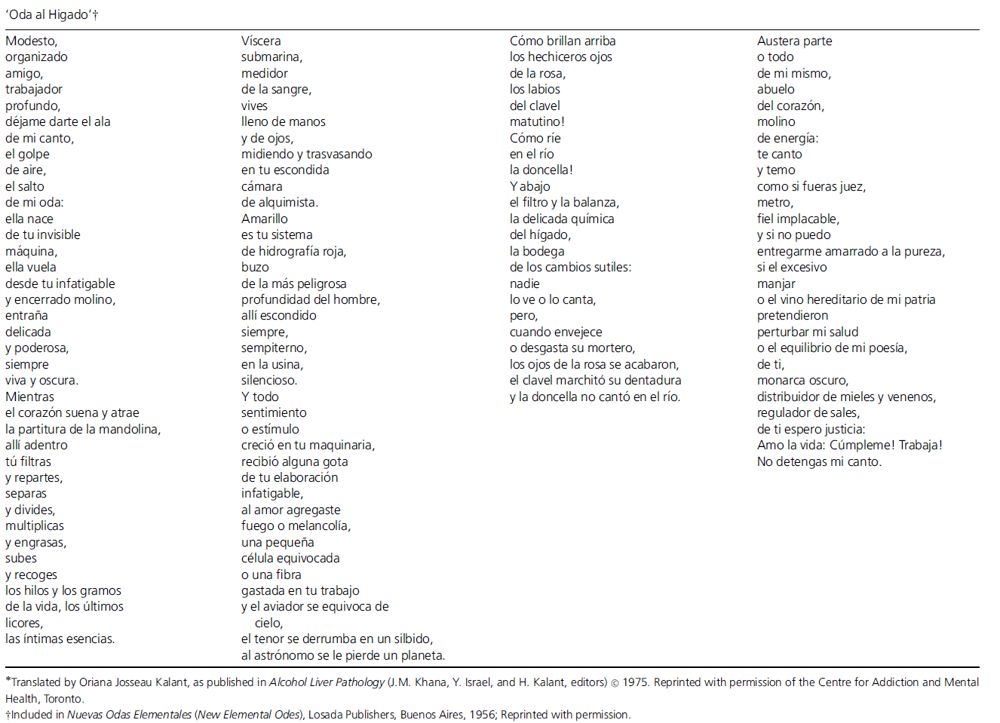 ‘Oda al Higado’†
Modesto,
organizado
amigo,
trabajador
profundo,
déjame darte el ala
de mi canto,
el golpe
de aire,
el salto
de mi oda:
ella nace
de tu invisible
máquina,
ella vuela
desde tu infatigable
y encerrado molino,
entraña
delicada
y poderosa,
siempre
viva y oscura.
Mientras
el corazón suena y atrae
la partitura de la mandolina,
allí adentro
tú filtras
y repartes,
separas
y divides,
multiplicas
y engrasas,
subes
y recoges
los hilos y los gramos
de la vida, los últimos
licores,
las íntimas esencias.
Víscera
submarina,
medidor
de la sangre,
vives
lleno de manos
y de ojos,
midiendo y trasvasando
en tu escondida
cámara
de alquimista.
Amarillo
es tu sistema
de hidrografía roja,
buzo
de la más peligrosa
profundidad del hombre,
allí escondido
siempre,
sempiterno,
en la usina,
silencioso.
Y todo
sentimiento
o estímulo
creció en tu maquinaria,
recibió alguna gota
de tu elaboración
infatigable,
al amor agregaste
fuego o melancolía,
una pequeña
célula equivocada
o una fibra
gastada en tu trabajo
y el aviador se equivoca de
cielo,
el tenor se derrumba en un silbido,
al astrónomo se le pierde un planeta.
Cómo brillan arriba
los hechiceros ojos
de la rosa,
los labios
del clavel
matutino!
Cómo ríe
en el río
la doncella!
Y abajo
el filtro y la balanza,
la delicada química
del hígado,
la bodega
de los cambios sutiles:
nadie
lo ve o lo canta,
pero,
cuando envejece
o desgasta su mortero,
los ojos de la rosa se acabaron,
el clavel marchitó su dentadura
y la doncella no cantó en el río.
Austera parte
o todo
de mi mismo,
abuelo
del corazón,
molino
de energía:
te canto
y temo
como si fueras juez,
metro,
fiel implacable,
y si no puedo
entregarme amarrado a la pureza,
si el excesivo
manjar
o el vino hereditario de mi patria
pretendieron
perturbar mi salud
o el equilibrio de mi poesía,
de ti,
monarca oscuro,
distribuidor de mieles y venenos,
regulador de sales,
de ti espero justicia:
Amo la vida: Cúmpleme! Trabaja!
No detengas mi canto.
*Translated by Oriana Josseau Kalant, as published in Alcohol Liver Pathology (J.M. Khana, Y. Israel, and H. Kalant, editors) © 1975. Reprinted with permission of the Centre for Addiction and Mental
Health, Toronto.
†Included in Nuevas Odas Elementales (New Elemental Odes), Losada Publishers, Buenos Aires, 1956; Reprinted with permission.